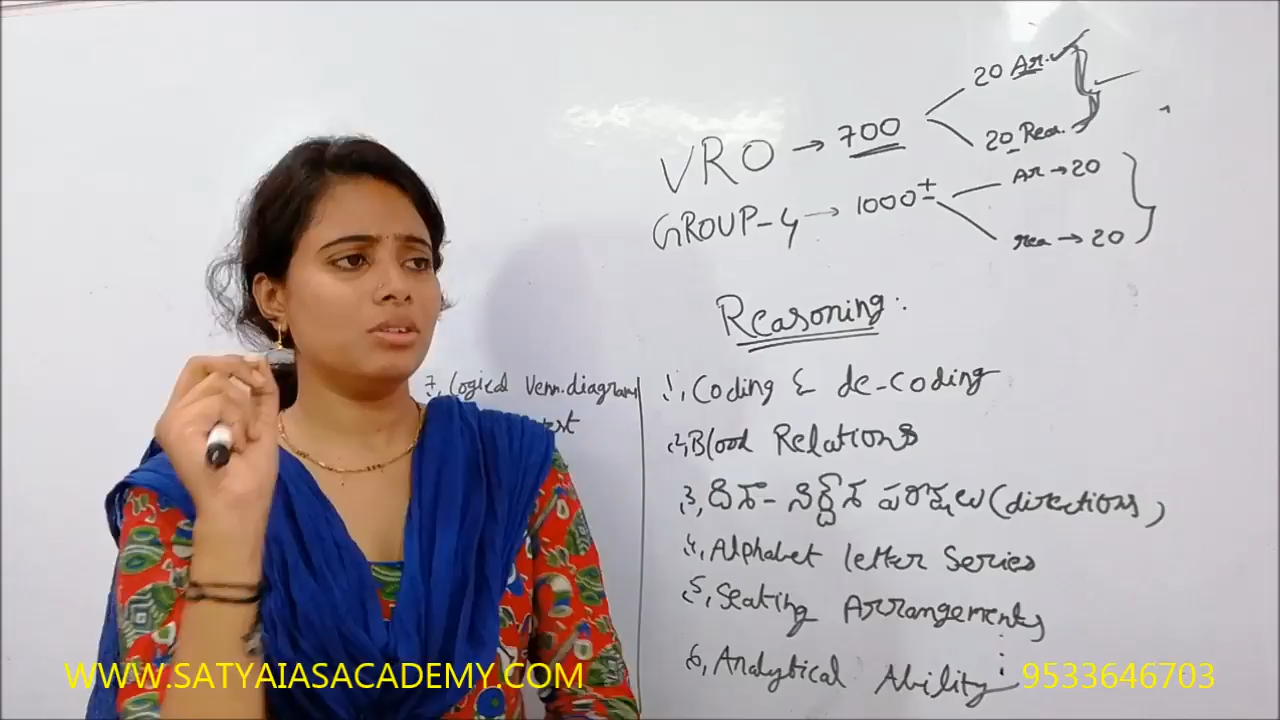 VRO → 700
20 Ar. ✓
20 Rea.
GROUP-4 → 1000±
Ar → 20
rea → 20
Reasoning:
1, Coding & de-coding
2, Blood Relations
3, దిశా - నిర్దేశ పరీక్షలు (directions)
4, Alphabet letter Series
5, Seating Arrangements
6, Analytical Ability
7, Logical Venn.diagram
WWW.SATYAIASACADEMY.COM
9533646703